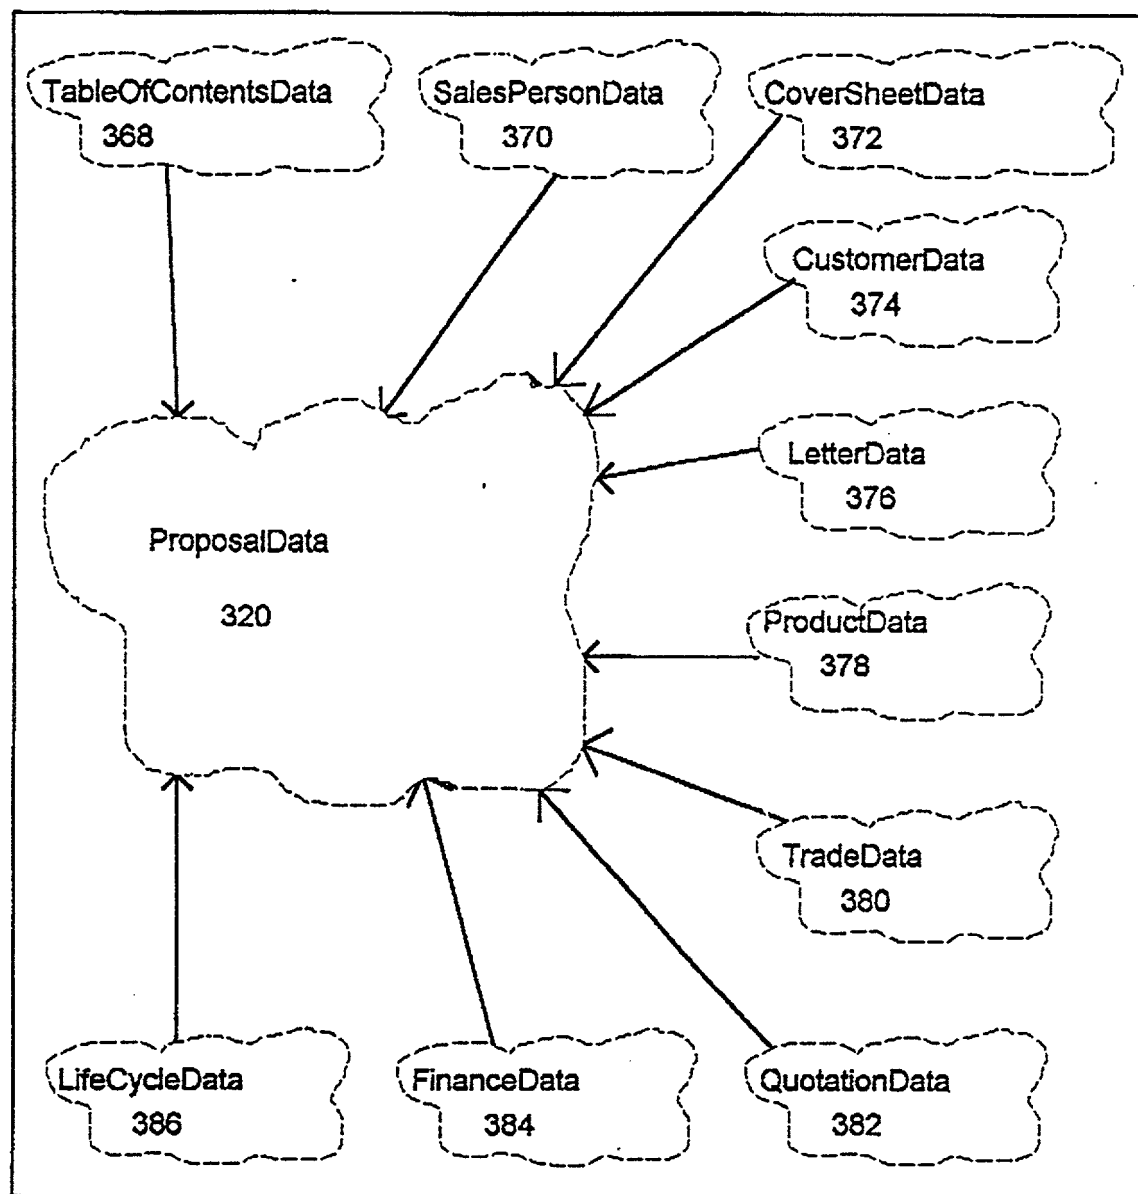 TableOfContentsData
368
SalesPersonData
370
CoverSheetData
372
CustomerData
374
LetterData
376
ProposalData
320
ProductData
378
TradeData
380
LifeCycleData
386
FinanceData
384
QuotationData
382